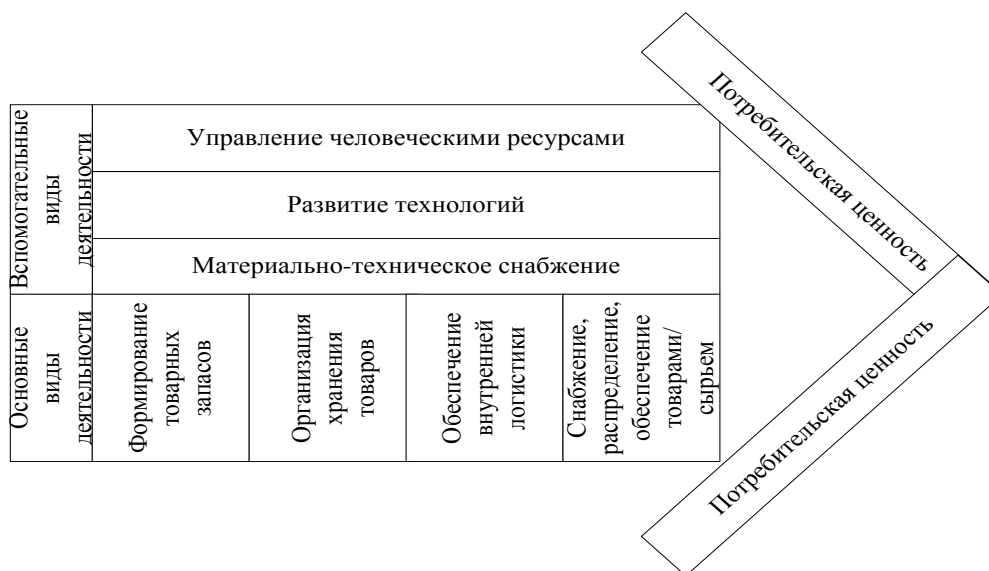 Вспомогательные
виды
деятельности
Управление человеческими ресурсами
Развитие технологий
Материально-техническое снабжение
Основные
виды
деятельности
Формирование
товарных
запасов
Организация
хранения
товаров
Обеспечение
внутренней
логистики
Снабжение,
распределение,
обеспечение
товарами/
сырьем
Потребительская ценность
Потребительская ценность